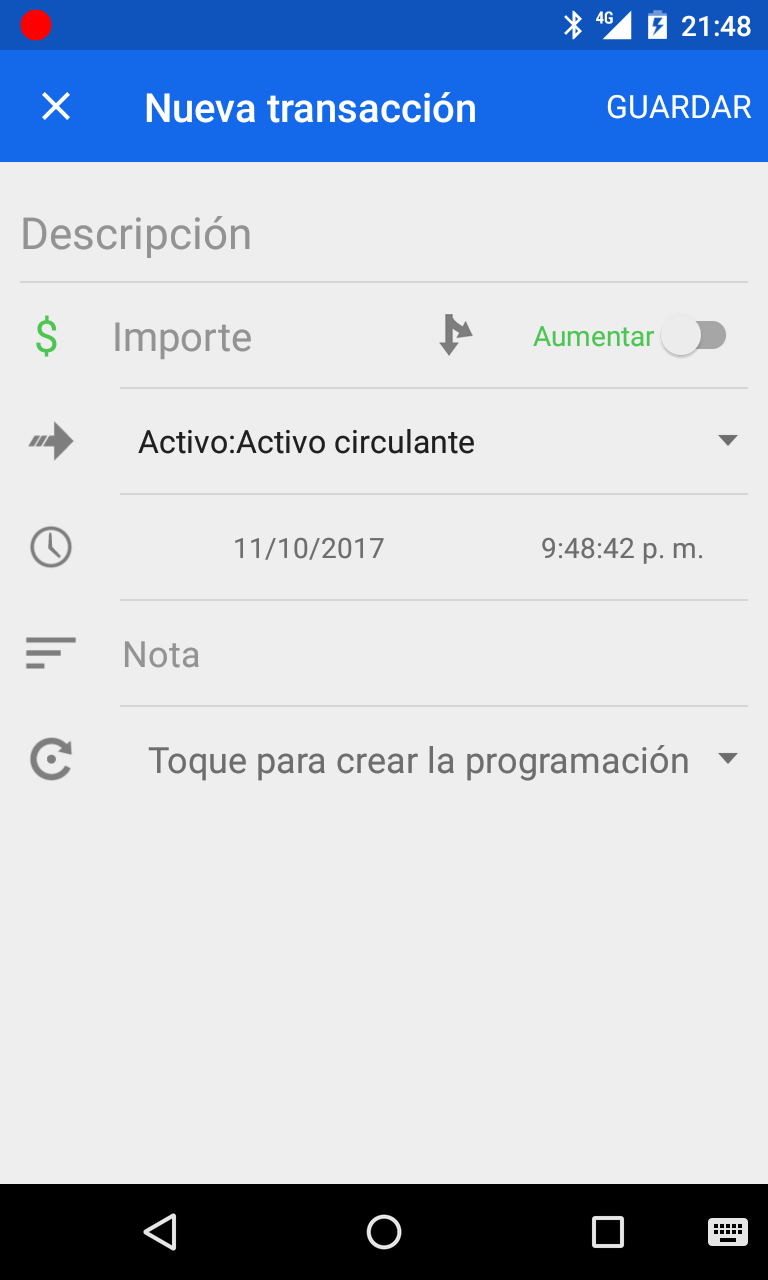 4G 21:48
Nueva transacción GUARDAR
Descripción
$ Importe Aumentar
Activo:Activo circulante
11/10/2017 9:48:42 p. m.
Nota
Toque para crear la programación